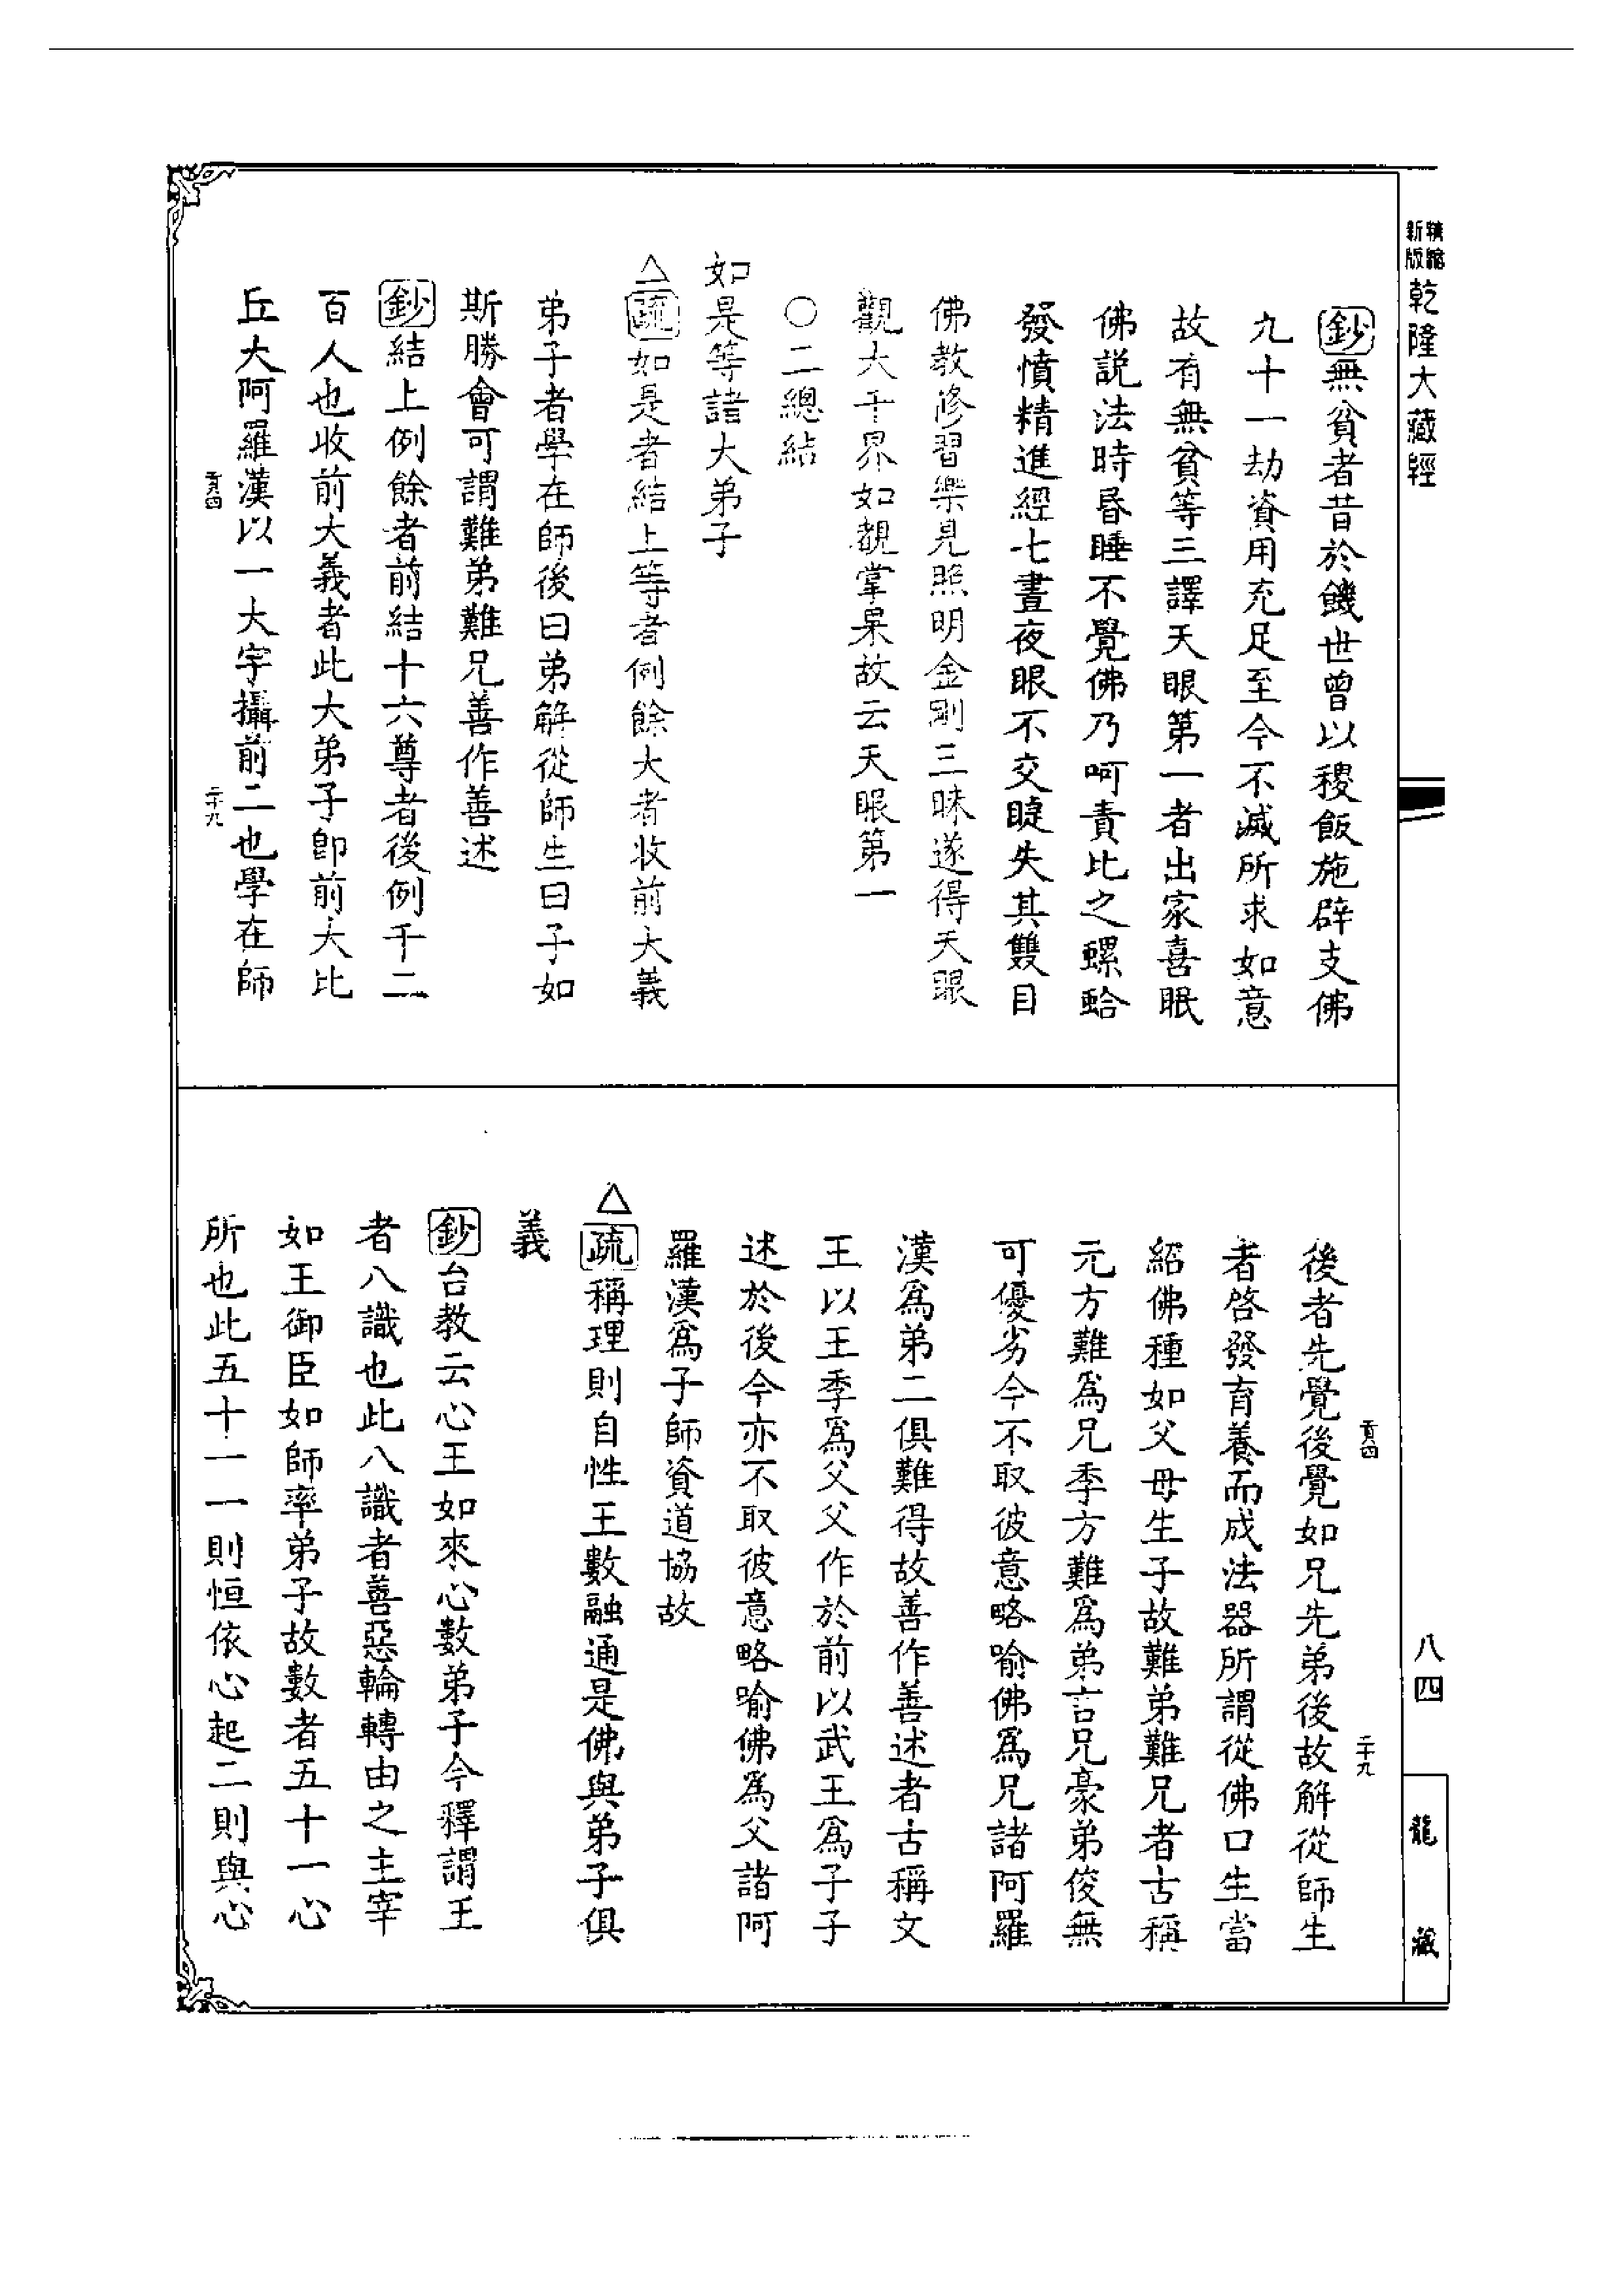 新版
乾隆大藏經
鈔無貧者昔於饑世曾以稷飯施辟支佛
九十一劫資用充足至今不減所求如意
故有無貧等三譯天眼第一者出家喜眠
佛説法時昏睡不覺佛乃呵責比之螺蛤
發憤精進經七晝夜眼不交睫失其雙目
佛教修習樂見照明金剛三昧遂得天眼
觀大千界如觀掌果故云天眼第一
○二總結
如是等諸大弟子
△疏如是者結上等者例餘大者收前大義
弟子者學在師後曰弟解從師生曰子如
斯勝會可謂難弟難兄善作善述
鈔結上例餘者前結十六尊者後例千二
百人也收前大義者此大弟子卽前大比
丘大阿羅漢以一大字攝前二也學在師
貢四
二十九
貢四
二十九
後者先覺後覺如兄先弟後故解從師生
者啓發育養而成法器所謂從佛口生當
紹佛種如父母生子故難弟難兄者古稱
元方難爲兄季方難爲弟言兄豪弟俊無
可優劣今不取彼意略喻佛爲兄諸阿羅
漢爲弟二俱難得故善作善述者古稱文
王以王季爲父父作於前以武王爲子子
述於後今亦不取彼意略喻佛爲父諸阿
羅漢爲子師資道協故
△疏稱理則自性王數融通是佛與弟子俱
義
鈔台教云心王如來心數弟子今釋謂王
者八識也此八識者善惡輪轉由之主宰
如王御臣如師率弟子故數者五十一心
所也此五十一一則恒依心起二則與心
八四
龍藏